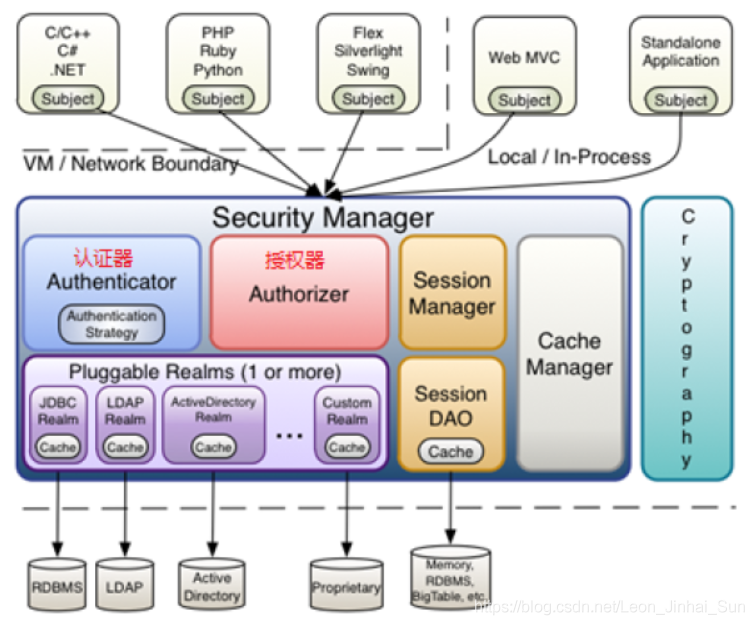 C/C++
C#
.NET
Subject
PHP
Ruby
Python
Subject
Flex
Silverlight
Swing
Subject
Web MVC
Subject
Standalone
Application
Subject
VM / Network Boundary
Local / In-Process
Security Manager
认证器
Authenticator
Authentication
Strategy
授权器
Authorizer
Session
Manager
Cache
Manager
Cryptography
Pluggable Realms (1 or more)
JDBC
Realm
Cache
LDAP
Realm
Cache
ActiveDirectory
Realm
Cache
...
Custom
Realm
Cache
Session
DAO
Cache
RDBMS
LDAP
Active
Directory
Proprietary
Memory,
RDBMS,
BigTable, etc.
https://blog.csdn.net/Leon_Jinhai_Sun